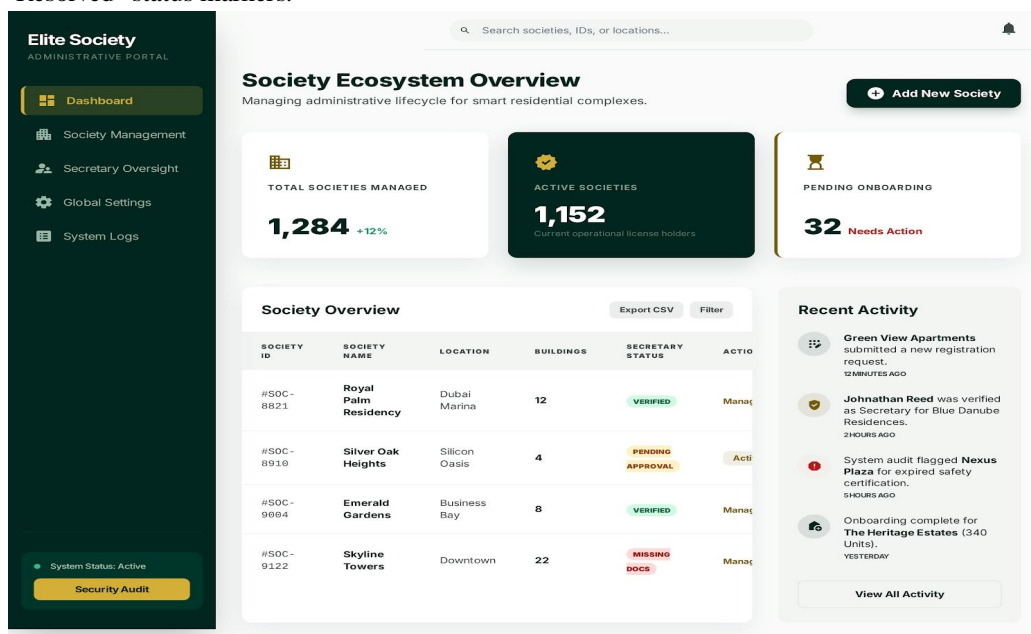 Elite Society
ADMINISTRATIVE PORTAL
Dashboard
Society Management
Secretary Oversight
Global Settings
System Logs
System Status: Active
Security Audit
Search societies, IDs, or locations...
Society Ecosystem Overview
Managing administrative lifecycle for smart residential complexes.
Add New Society
TOTAL SOCIETIES MANAGED
1,284 +12%
ACTIVE SOCIETIES
1,152
Current operational license holders
PENDING ONBOARDING
32 Needs Action
Society Overview
Export CSV
Filter
SOCIETY
ID
SOCIETY
NAME
LOCATION
BUILDINGS
SECRETARY
STATUS
ACTIO
#SOC-
8821
Royal
Palm
Residency
Dubai
Marina
12
VERIFIED
Manag
#SOC-
8910
Silver Oak
Heights
Silicon
Oasis
4
PENDING
APPROVAL
Acti
#SOC-
9004
Emerald
Gardens
Business
Bay
8
VERIFIED
Manag
#SOC-
9122
Skyline
Towers
Downtown
22
MISSING
DOCS
Manag
Recent Activity
Green View Apartments
submitted a new registration
request.
12 MINUTES AGO
Johnathan Reed was verified
as Secretary for Blue Danube
Residences.
2 HOURS AGO
System audit flagged Nexus
Plaza for expired safety
certification.
5 HOURS AGO
Onboarding complete for
The Heritage Estates (340
Units).
YESTERDAY
View All Activity